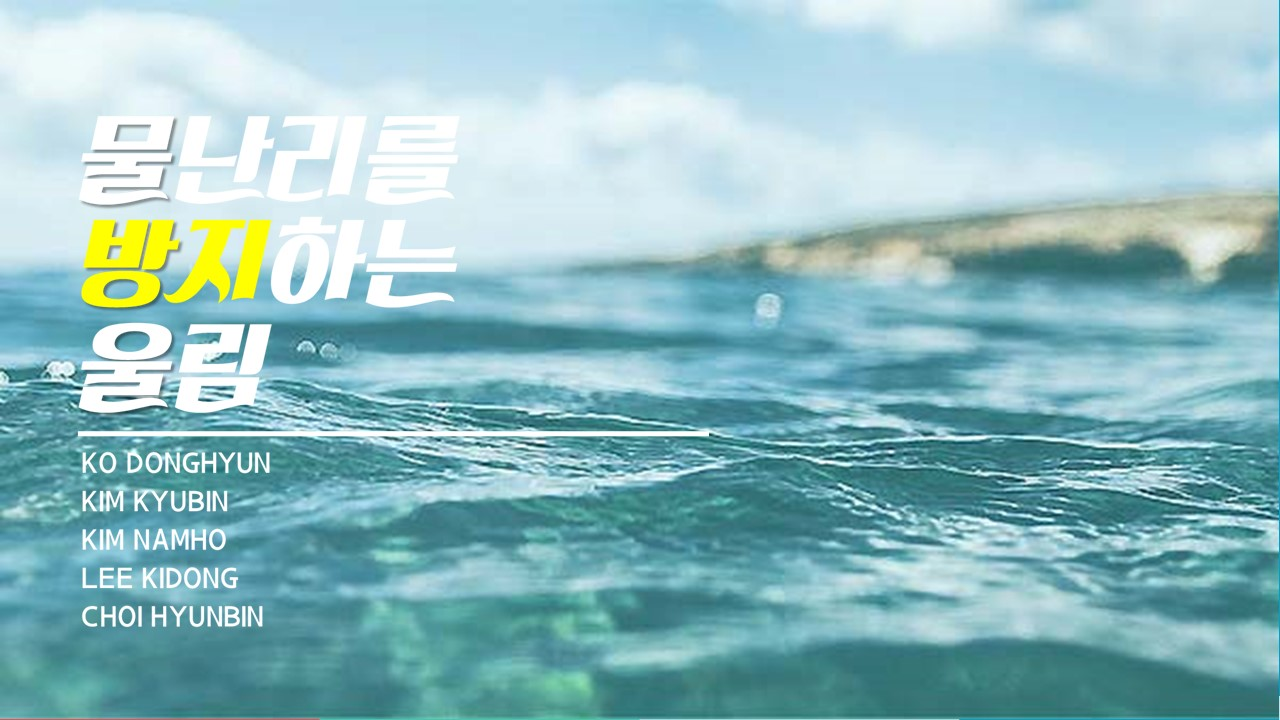 물난리를
방지하는
울림
KO DONGHYUN
KIM KYUBIN
KIM NAMHO
LEE KIDONG
CHOI HYUNBIN